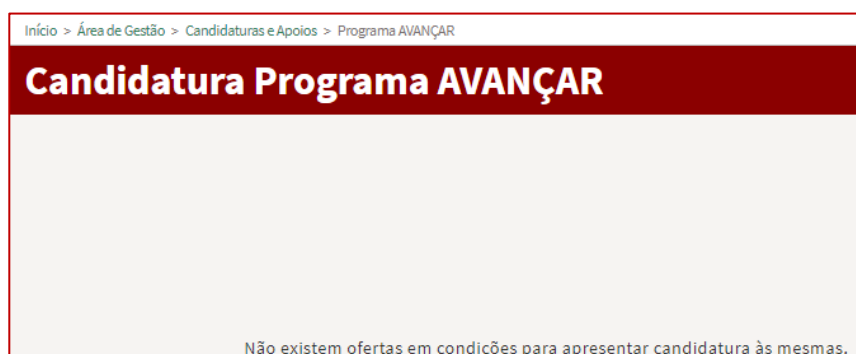 Início > Área de Gestão > Candidaturas e Apoios > Programa AVANÇAR
Candidatura Programa AVANÇAR
Não existem ofertas em condições para apresentar candidatura às mesmas.